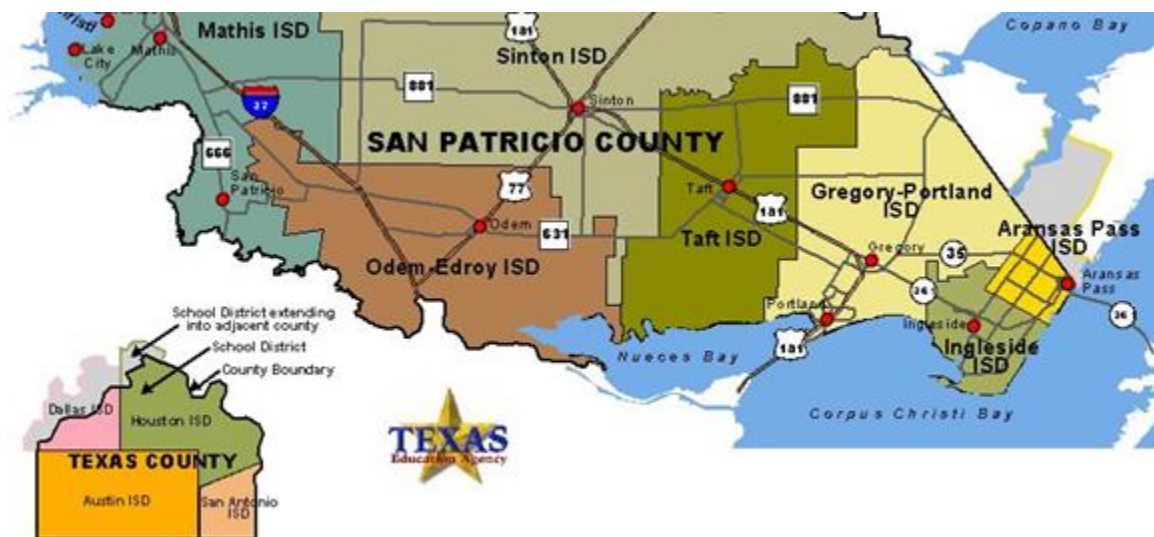 Christi
Lake
City
Mathis
Mathis ISD
37
181
Sinton ISD
881
Sinton
881
Copano Bay
SAN PATRICIO COUNTY
666
San
Patricio
77
Odem
631
Odem-Edroy ISD
Taft
181
Taft ISD
Gregory-Portland
ISD
Gregory
35
Aransas Pass
ISD
Aransas
Pass
361
361
Portland
181
Ingleside
Ingleside
ISD
Nueces Bay
Corpus Christi Bay
School District extending
into adjacent county
School District
County Boundary
Dallas ISD
Houston ISD
TEXAS COUNTY
Austin ISD
San Antonio
ISD
TEXAS
Education Agency